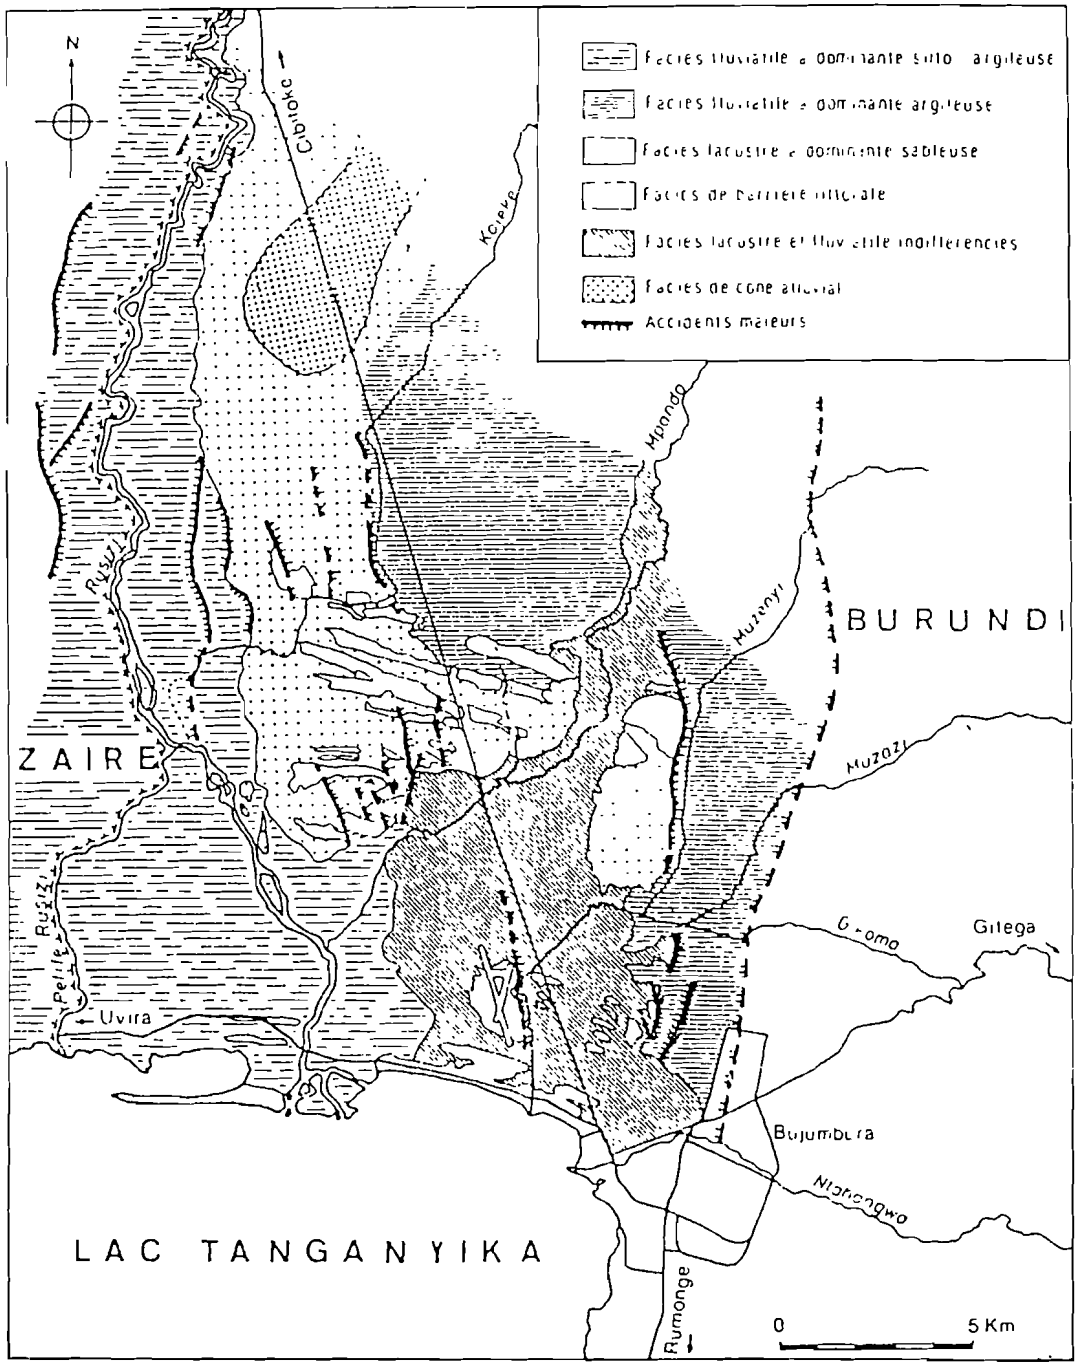 N
Cibitoke
Faciès fluviatile à dominante silto-argileuse
Faciès fluviatile à dominante argileuse
Faciès lacustre à dominante sableuse
Faciès de barrière littorale
Faciès lacustre et fluviatile indifférenciés
Faciès de cône alluvial
Accidents majeurs
Mpanda
Rusizi
Muzenyi
BURUNDI
ZAIRE
Muzazi
Petite Rusizi
Gitega
Uvira
Bujumbura
Ntahangwa
LAC TANGANYIKA
Rumonge
0 5 Km